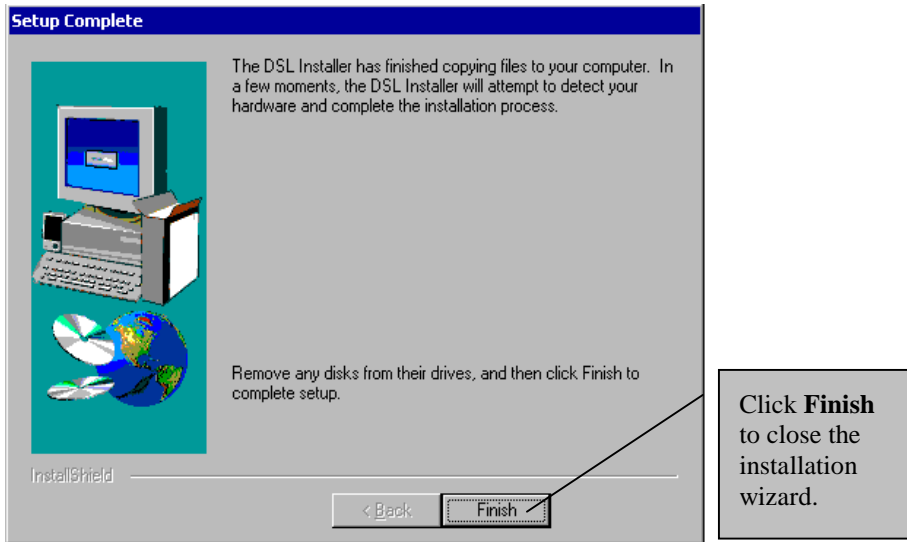 Setup Complete
The DSL Installer has finished copying files to your computer. In
a few moments, the DSL Installer will attempt to detect your
hardware and complete the installation process.
Remove any disks from their drives, and then click Finish to
complete setup.
InstallShield
< Back
Finish
Click Finish
to close the
installation
wizard.